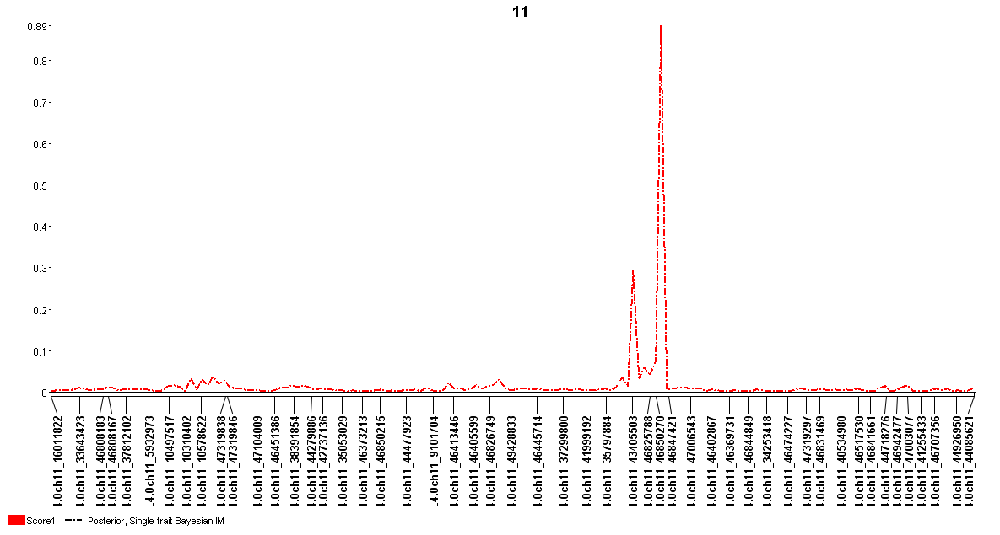 11
0.89
0.8
0.7
0.6
0.5
0.4
0.3
0.2
0.1
0
1.0ch11_16011822
1.0ch11_33643423
1.0ch11_46808183
1.0ch11_46808167
1.0ch11_37812102
_4.0ch11_5932973
1.0ch11_10497517
1.0ch11_10310402
1.0ch11_10578622
1.0ch11_47319838
1.0ch11_47319846
1.0ch11_47104009
1.0ch11_46451386
1.0ch11_38391854
1.0ch11_44279886
1.0ch11_42737136
1.0ch11_35053029
1.0ch11_46373213
1.0ch11_46850215
1.0ch11_44477923
_4.0ch11_9101704
1.0ch11_46413446
1.0ch11_46405599
1.0ch11_46826749
1.0ch11_49428833
1.0ch11_46445714
1.0ch11_37299800
1.0ch11_41999192
1.0ch11_35797884
1.0ch11_43405503
1.0ch11_46825788
1.0ch11_46850270
1.0ch11_46847421
1.0ch11_47006543
1.0ch11_46402867
1.0ch11_46369731
1.0ch11_46844849
1.0ch11_34253418
1.0ch11_46474227
1.0ch11_47319297
1.0ch11_46831469
1.0ch11_40534980
1.0ch11_46517530
1.0ch11_46841661
1.0ch11_44718276
1.0ch11_46942477
1.0ch11_47003077
1.0ch11_41255433
1.0ch11_46707356
1.0ch11_44926950
1.0ch11_44085621
Score1 Posterior, Single-trait Bayesian IM